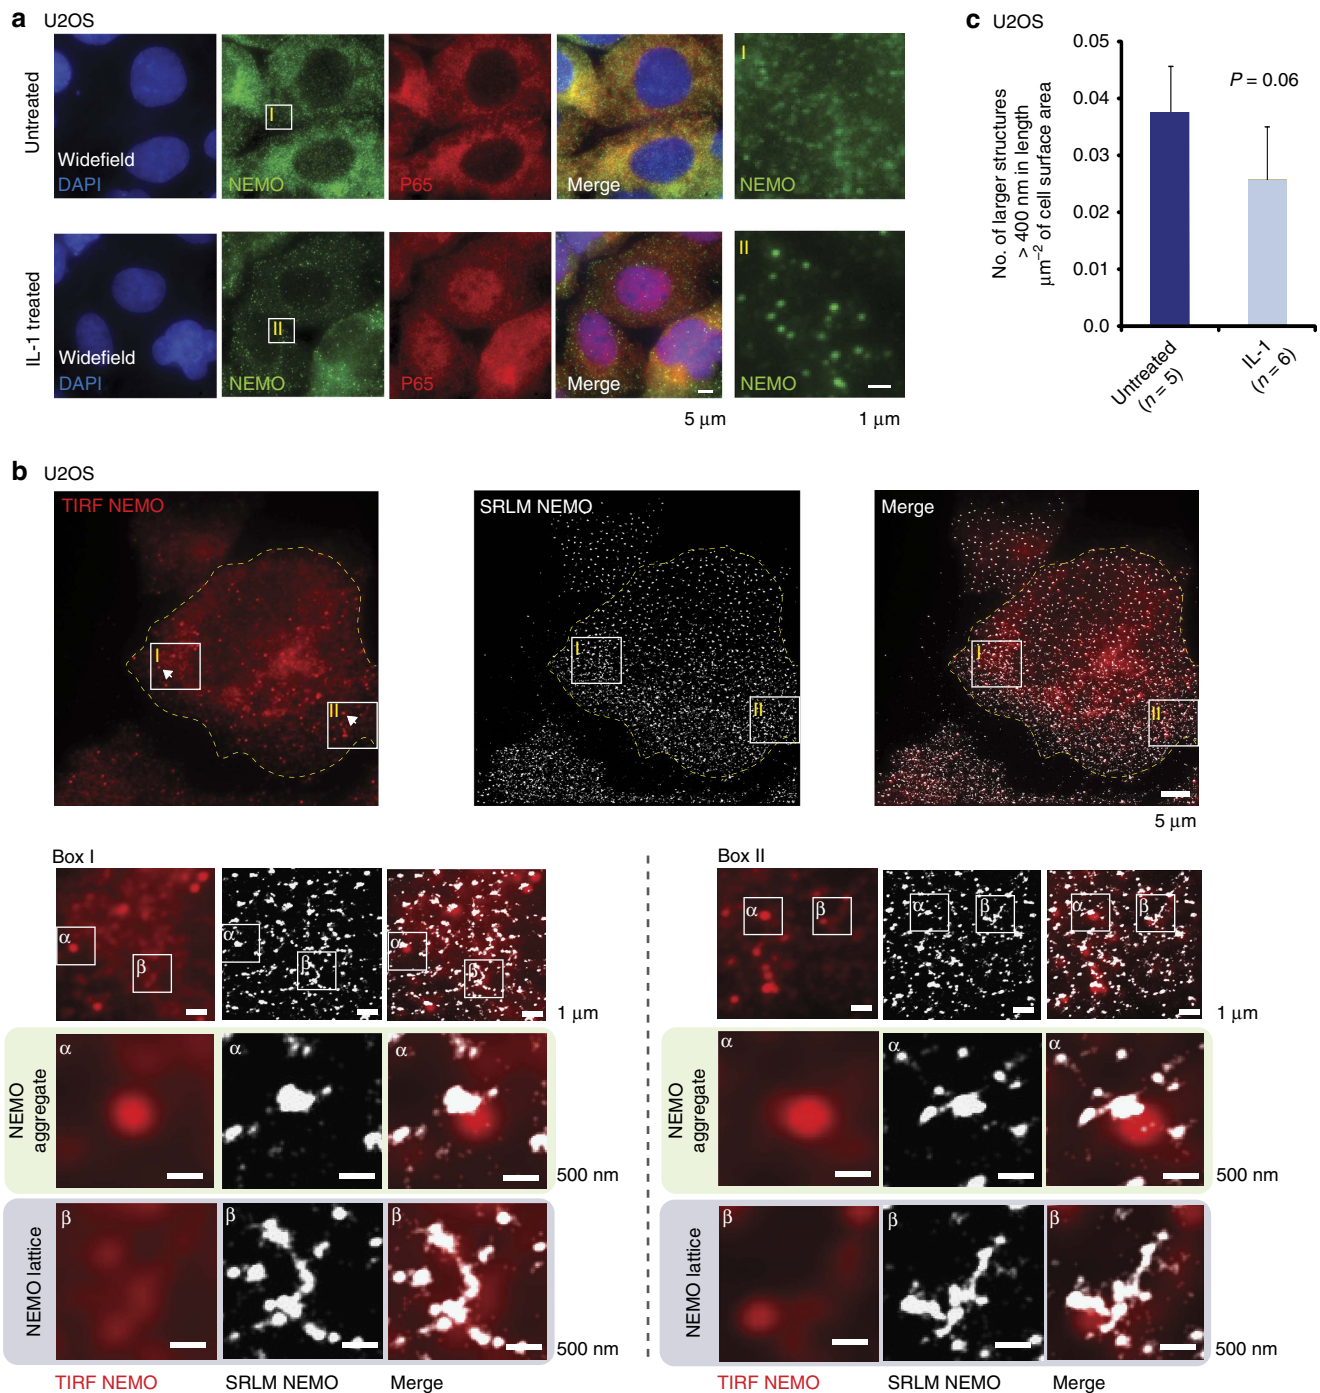 a U2OS
Untreated
Widefield
DAPI
NEMO
I
P65
Merge
I
NEMO
IL-1 treated
Widefield
DAPI
NEMO
II
P65
Merge
II
NEMO
5 μm
1 μm
c U2OS
No. of larger structures
> 400 nm in length
μm⁻² of cell surface area
0.05
0.04
0.03
0.02
0.01
0.0
P = 0.06
Untreated
(n = 5)
IL-1
(n = 6)
b U2OS
TIRF NEMO
I
II
SRLM NEMO
I
II
Merge
I
II
5 μm
Box I
α
β
α
β
α
β
1 μm
NEMO
aggregate
α
α
α
500 nm
NEMO lattice
β
β
β
500 nm
TIRF NEMO
SRLM NEMO
Merge
Box II
α
β
α
β
α
β
1 μm
NEMO
aggregate
α
α
α
500 nm
NEMO lattice
β
β
β
500 nm
TIRF NEMO
SRLM NEMO
Merge